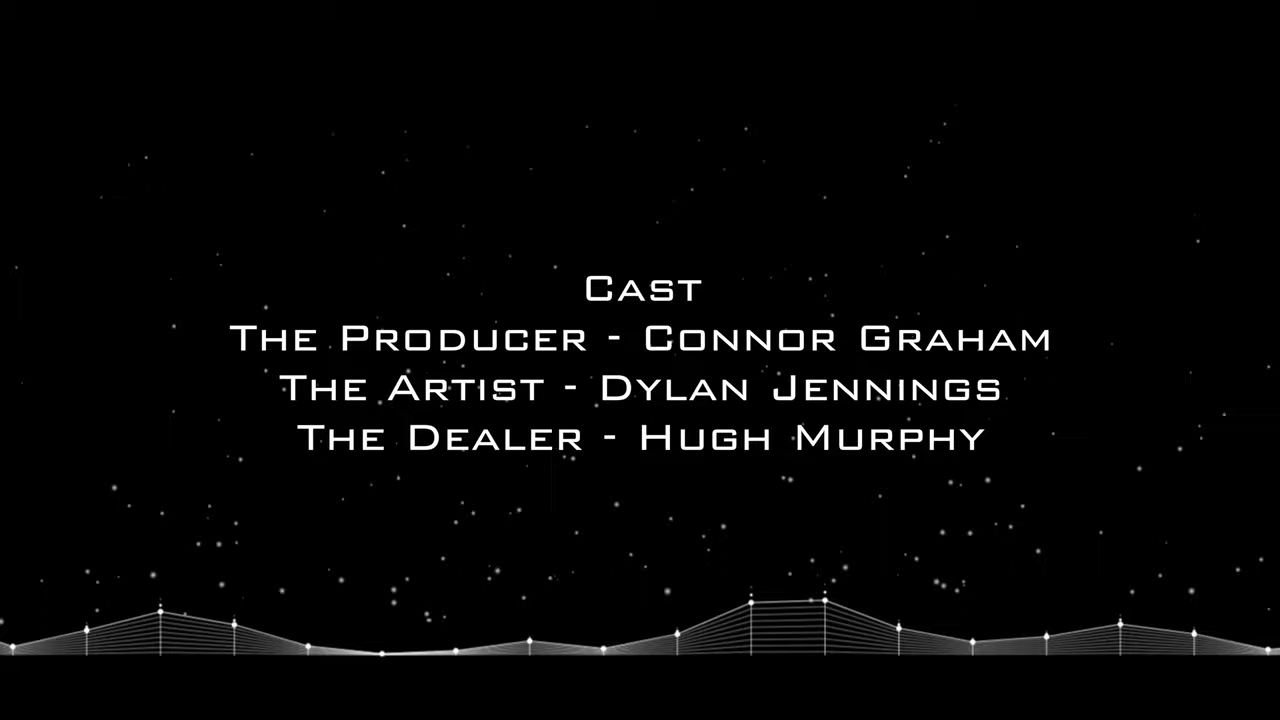 Cast
The Producer - Connor Graham
The Artist - Dylan Jennings
The Dealer - Hugh Murphy